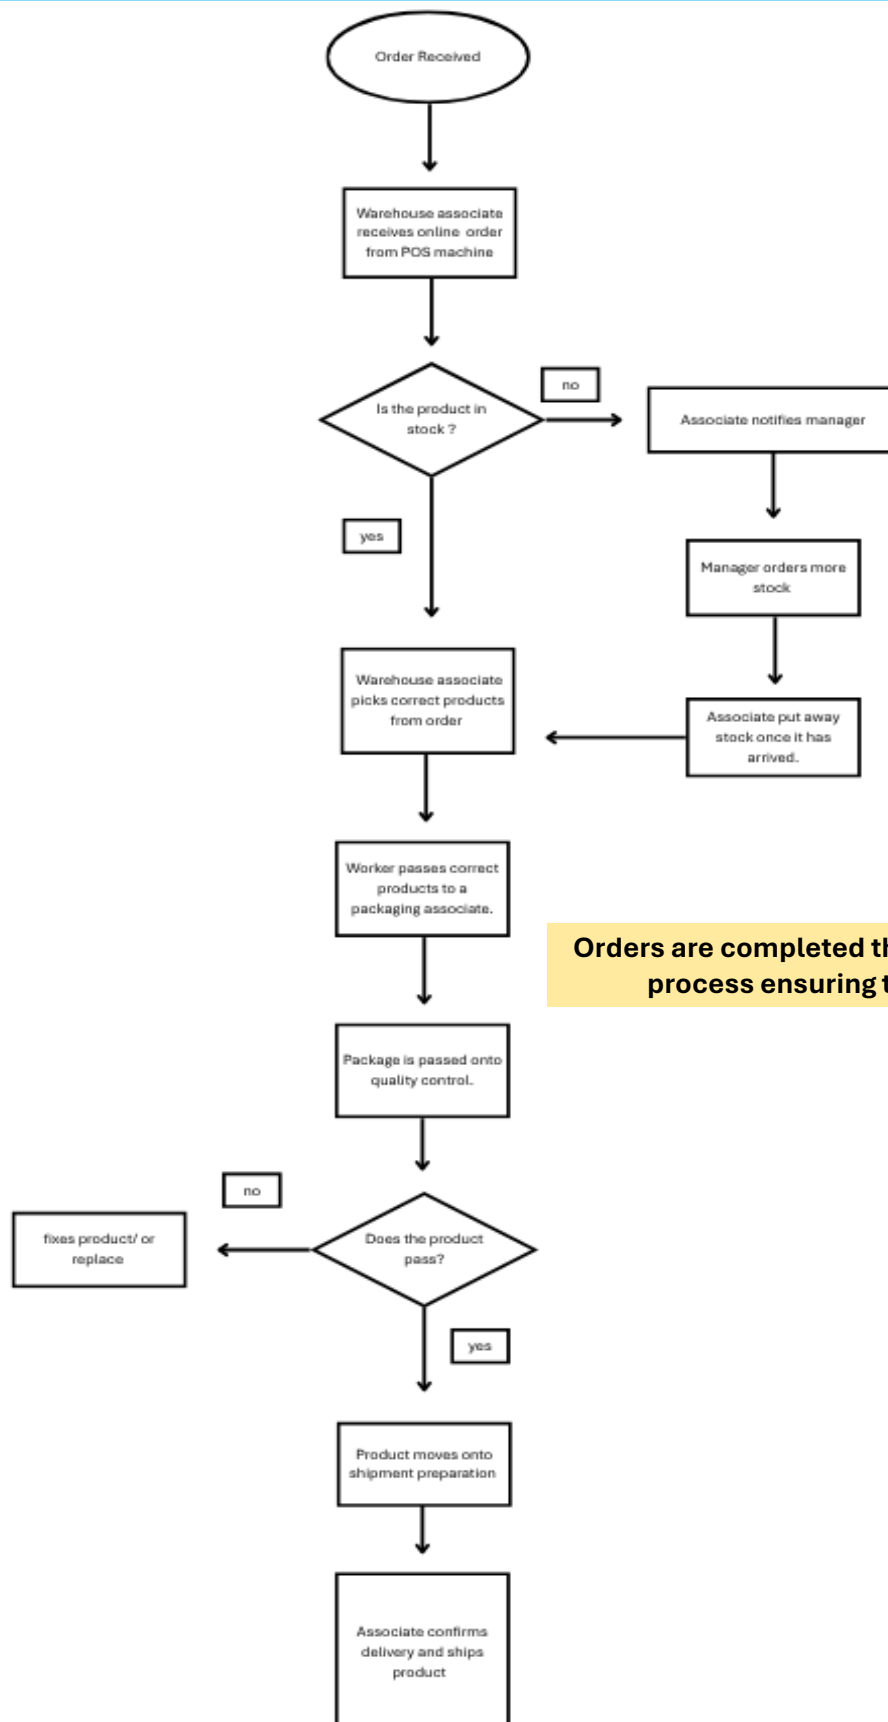 Order Received
Warehouse associate
receives online order
from POS machine
Is the product in
stock ?
no
Associate notifies manager
yes
Manager orders more
stock
Warehouse associate
picks correct products
from order
Associate put away
stock once it has
arrived.
Worker passes correct
products to a
packaging associate.
Orders are completed
process ensuring
Package is passed onto
quality control.
no
fixes product/ or
replace
Does the product
pass?
yes
Product moves onto
shipment preparation
Associate confirms
delivery and ships
product